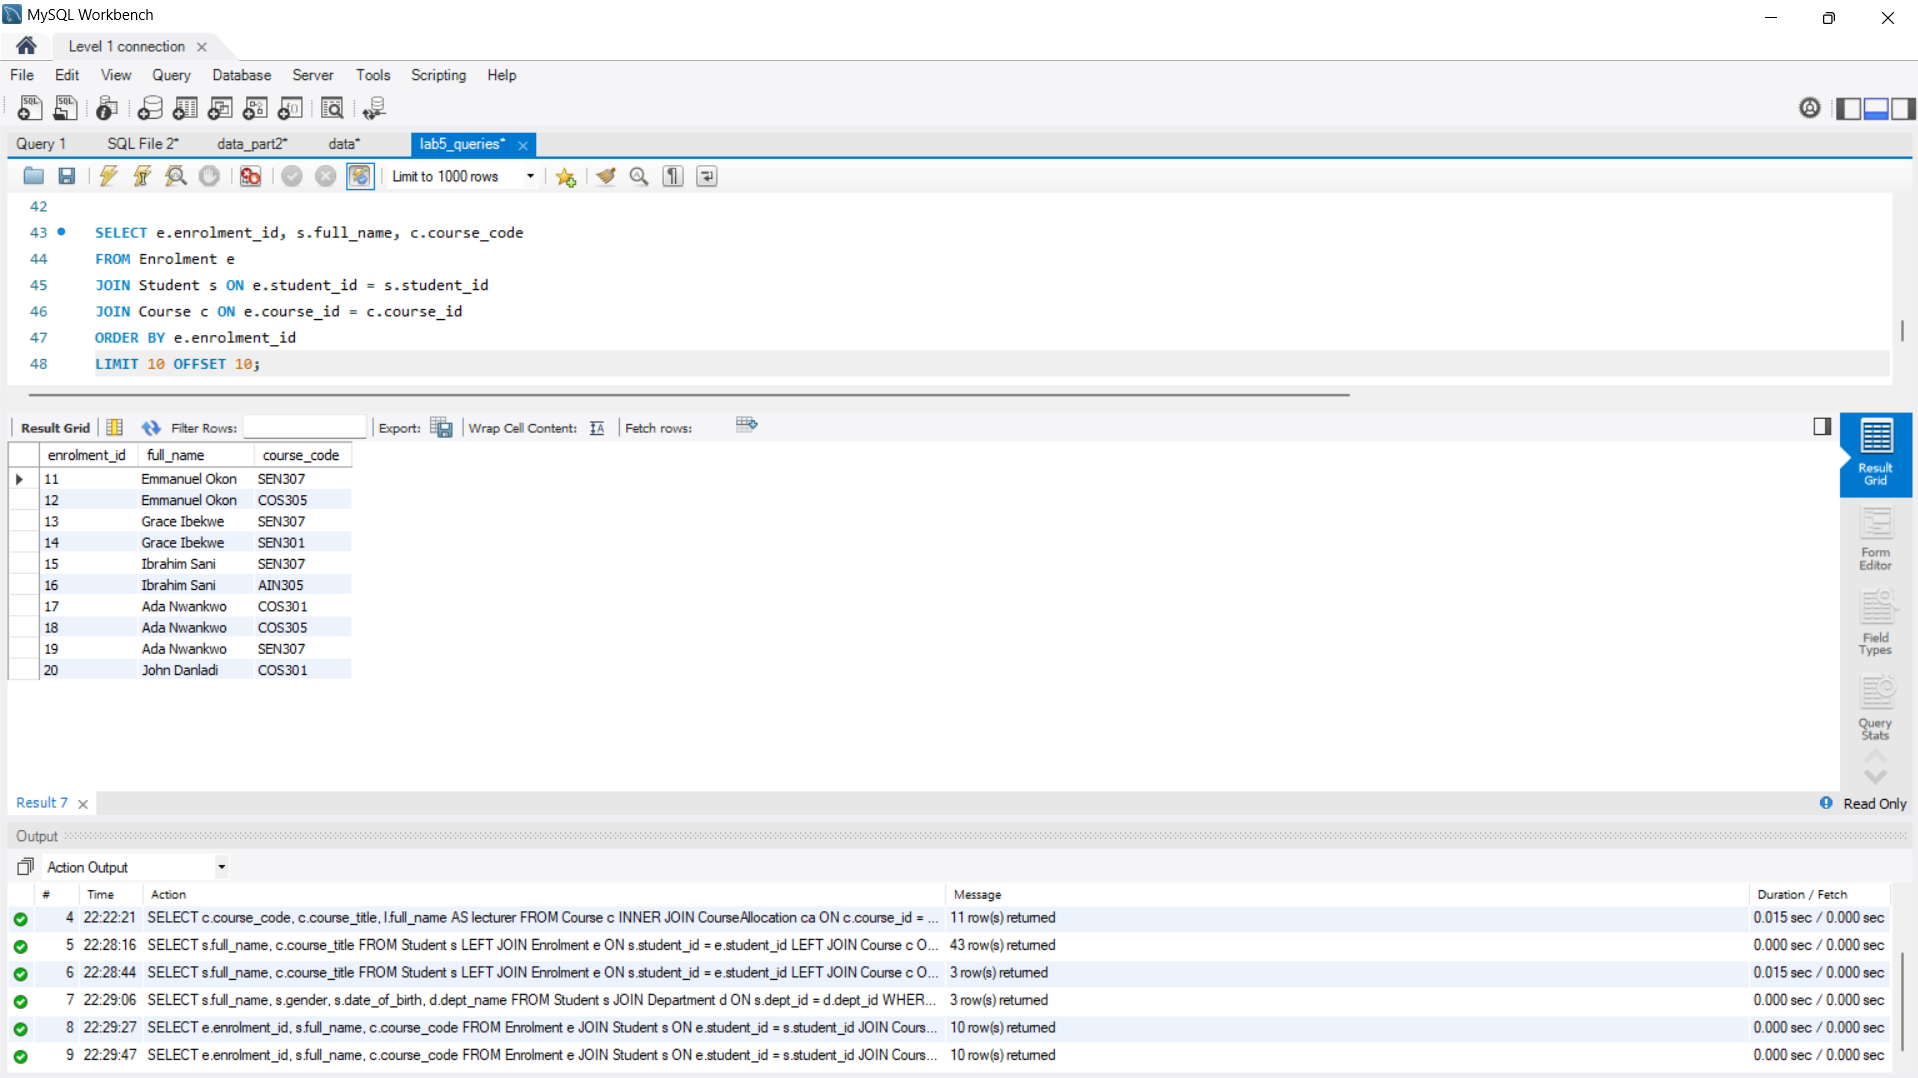 MySQL Workbench
Level 1 connection
File Edit View Query Database Server Tools Scripting Help
Query 1 SQL File 2* data_part2* data* lab5_queries*
Limit to 1000 rows
42
43 SELECT e.enrolment_id, s.full_name, c.course_code
44 FROM Enrolment e
45 JOIN Student s ON e.student_id = s.student_id
46 JOIN Course c ON e.course_id = c.course_id
47 ORDER BY e.enrolment_id
48 LIMIT 10 OFFSET 10;
Result Grid Filter Rows: Export: Wrap Cell Content: Fetch rows:
enrolment_id full_name course_code
11 Emmanuel Okon SEN307
12 Emmanuel Okon COS305
13 Grace Ibekwe SEN307
14 Grace Ibekwe SEN301
15 Ibrahim Sani SEN307
16 Ibrahim Sani AIN305
17 Ada Nwankwo COS301
18 Ada Nwankwo COS305
19 Ada Nwankwo SEN307
20 John Danladi COS301
Result
Grid
Form
Editor
Field
Types
Query
Stats
Result 7 Read Only
Output
Action Output
# Time Action Message Duration / Fetch
4 22:22:21 SELECT c.course_code, c.course_title, l.full_name AS lecturer FROM Course c INNER JOIN CourseAllocation ca ON c.course_id = ... 11 row(s) returned 0.015 sec / 0.000 sec
5 22:28:16 SELECT s.full_name, c.course_title FROM Student s LEFT JOIN Enrolment e ON s.student_id = e.student_id LEFT JOIN Course c O... 43 row(s) returned 0.000 sec / 0.000 sec
6 22:28:44 SELECT s.full_name, c.course_title FROM Student s LEFT JOIN Enrolment e ON s.student_id = e.student_id LEFT JOIN Course c O... 3 row(s) returned 0.015 sec / 0.000 sec
7 22:29:06 SELECT s.full_name, s.gender, s.date_of_birth, d.dept_name FROM Student s JOIN Department d ON s.dept_id = d.dept_id WHER... 3 row(s) returned 0.000 sec / 0.000 sec
8 22:29:27 SELECT e.enrolment_id, s.full_name, c.course_code FROM Enrolment e JOIN Student s ON e.student_id = s.student_id JOIN Cours... 10 row(s) returned 0.000 sec / 0.000 sec
9 22:29:47 SELECT e.enrolment_id, s.full_name, c.course_code FROM Enrolment e JOIN Student s ON e.student_id = s.student_id JOIN Cours... 10 row(s) returned 0.000 sec / 0.000 sec